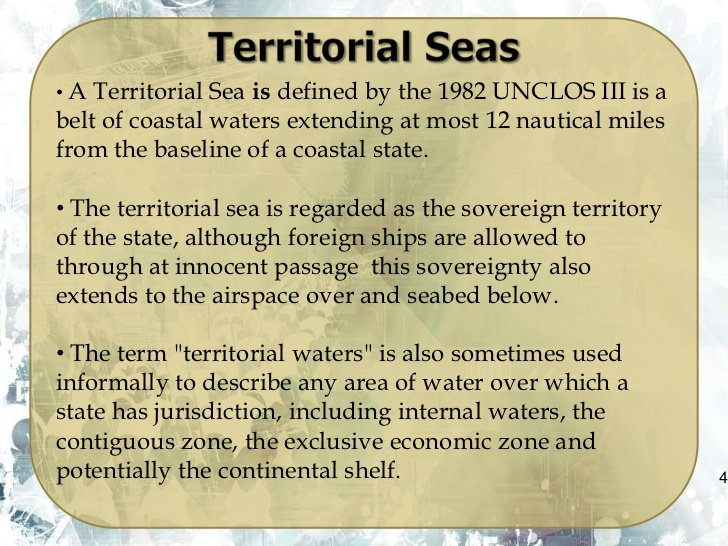 Territorial Seas
• A Territorial Sea is defined by the 1982 UNCLOS III is a
belt of coastal waters extending at most 12 nautical miles
from the baseline of a coastal state.
• The territorial sea is regarded as the sovereign territory
of the state, although foreign ships are allowed to
through at innocent passage this sovereignty also
extends to the airspace over and seabed below.
• The term "territorial waters" is also sometimes used
informally to describe any area of water over which a
state has jurisdiction, including internal waters, the
contiguous zone, the exclusive economic zone and
potentially the continental shelf.
4